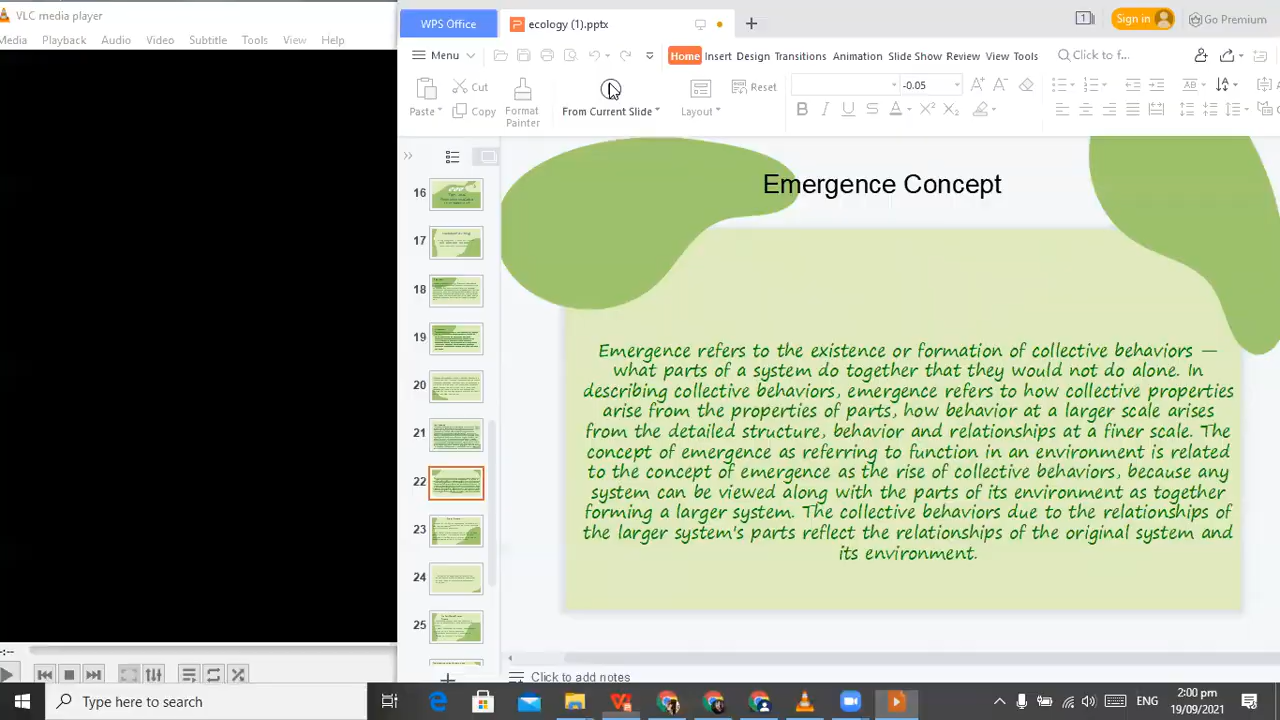 VLC media player
Media Playback Audio Video Subtitle Tools View Help
WPS Office
ecology (1).pptx
Sign in
Go Premium
Menu
Home Insert Design Transitions Animation Slide Show Review View Tools
Click to f...
Paste
Cut
Copy
Format
Painter
From Current Slide
Layout
Reset
-0.05
16
17
18
19
20
21
22
23
24
25
Emergence Concept
Emergence refers to the existence or formation of collective behaviors —
what parts of a system do together that they would not do alone. In
describing collective behaviors, emergence refers to how collective properties
arise from the properties of parts, how behavior at a larger scale arises
from the detailed structure, behavior and relationships at a finer scale. The
concept of emergence as referring to function in an environment is related
to the concept of emergence as the rise of collective behaviors, because any
system can be viewed along with the parts of its environment as together
forming a larger system. The collective behaviors due to the relationships of
the larger system's parts reflect the relationships of the original system and
its environment.
Click to add notes
Type here to search
ENG
2:00 pm
19/09/2021